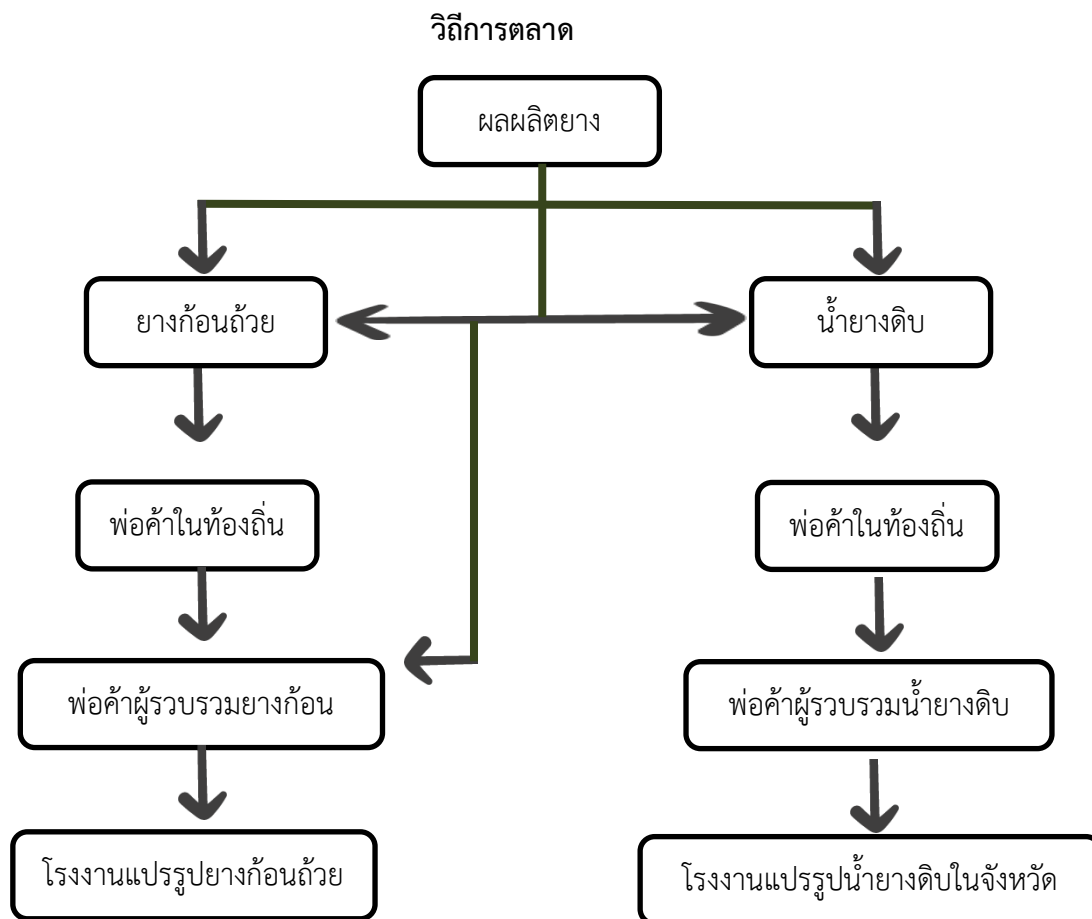 วิถีการตลาด
ผลผลิตยาง
ยางก้อนถ้วย
น้ำยางดิบ
พ่อค้าในท้องถิ่น
พ่อค้าในท้องถิ่น
พ่อค้าผู้รวบรวมยางก้อน
พ่อค้าผู้รวบรวมน้ำยางดิบ
โรงงานแปรรูปยางก้อนถ้วย
โรงงานแปรรูปน้ำยางดิบในจังหวัด